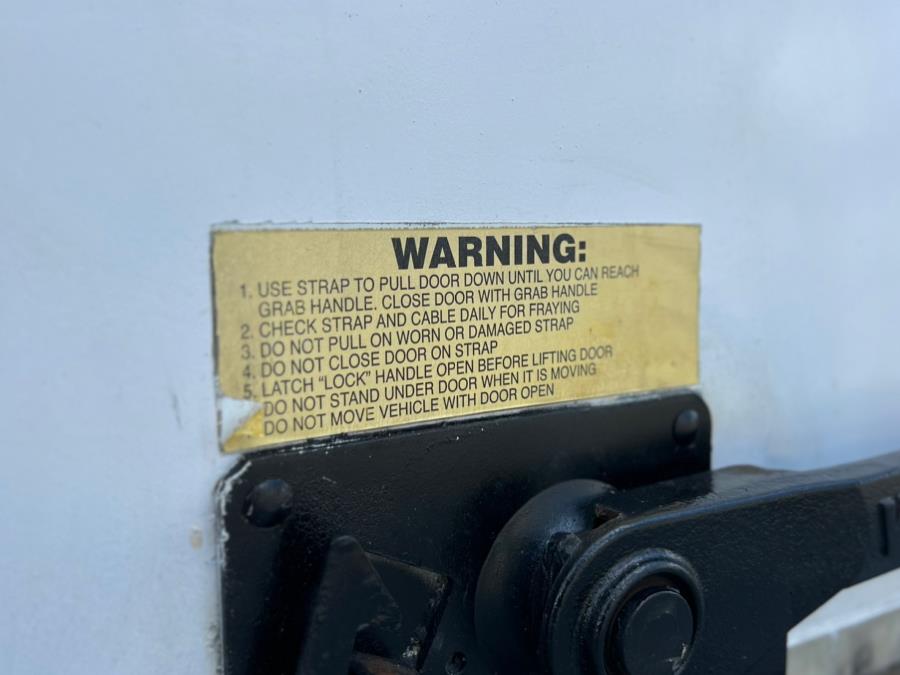 WARNING:
1. USE STRAP TO PULL DOOR DOWN UNTIL YOU CAN REACH
GRAB HANDLE. CLOSE DOOR WITH GRAB HANDLE
2. CHECK STRAP AND CABLE DAILY FOR FRAYING
3. DO NOT PULL ON WORN OR DAMAGED STRAP
4. DO NOT CLOSE DOOR ON STRAP
5. LATCH "LOCK" HANDLE OPEN BEFORE LIFTING DOOR
DO NOT STAND UNDER DOOR WHEN IT IS MOVING
DO NOT MOVE VEHICLE WITH DOOR OPEN